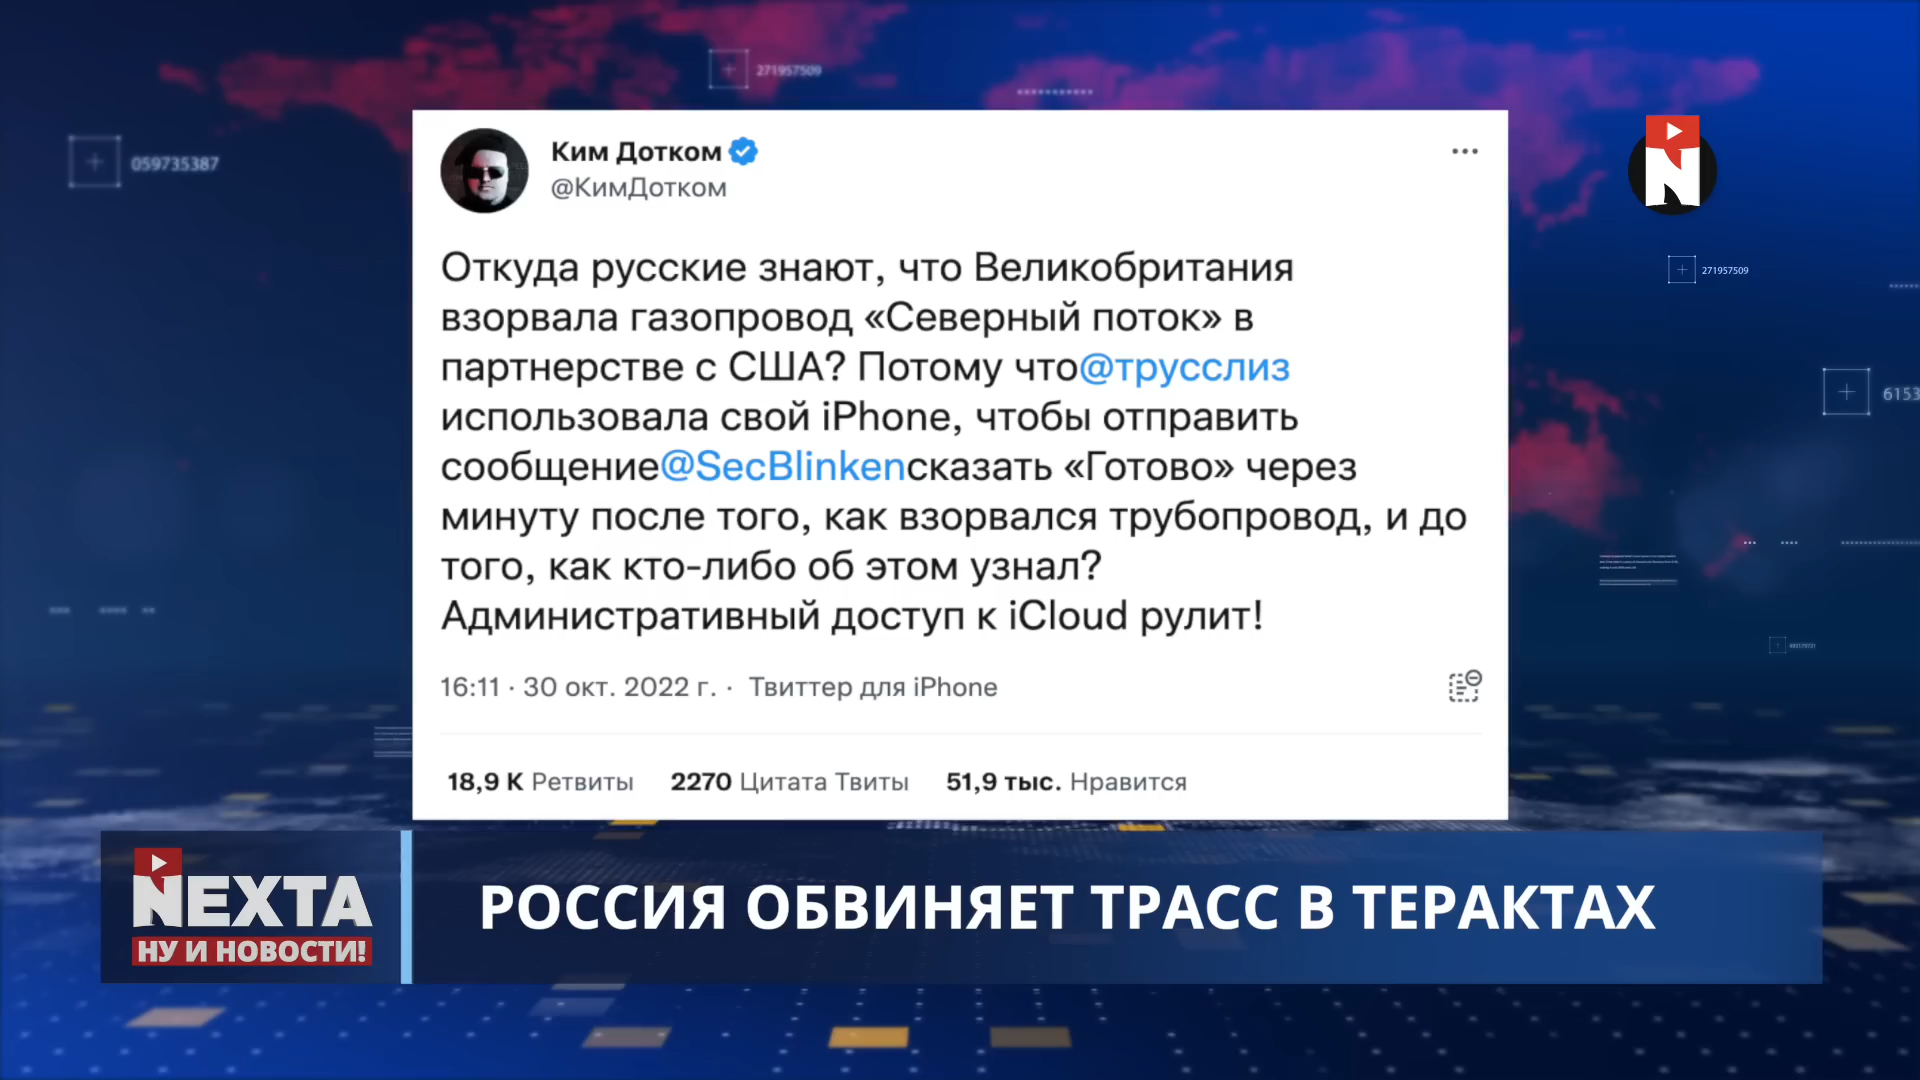 271957509
059735387
Ким Дотком
@КимДотком
N
271957509
Откуда русские знают, что Великобритания
взорвала газопровод «Северный поток» в
партнерстве с США? Потому что@трусслиз
использовала свой iPhone, чтобы отправить
сообщение@SecBlinkenсказать «Готово» через
минуту после того, как взорвался трубопровод, и до
того, как кто-либо об этом узнал?
Административный доступ к iCloud рулит!
6153
16:11 · 30 окт. 2022 г. · Твиттер для iPhone
18,9 K Ретвиты 2270 Цитата Твиты 51,9 тыс. Нравится
NEXTA
НУ И НОВОСТИ!
РОССИЯ ОБВИНЯЕТ ТРАСС В ТЕРАКТАХ